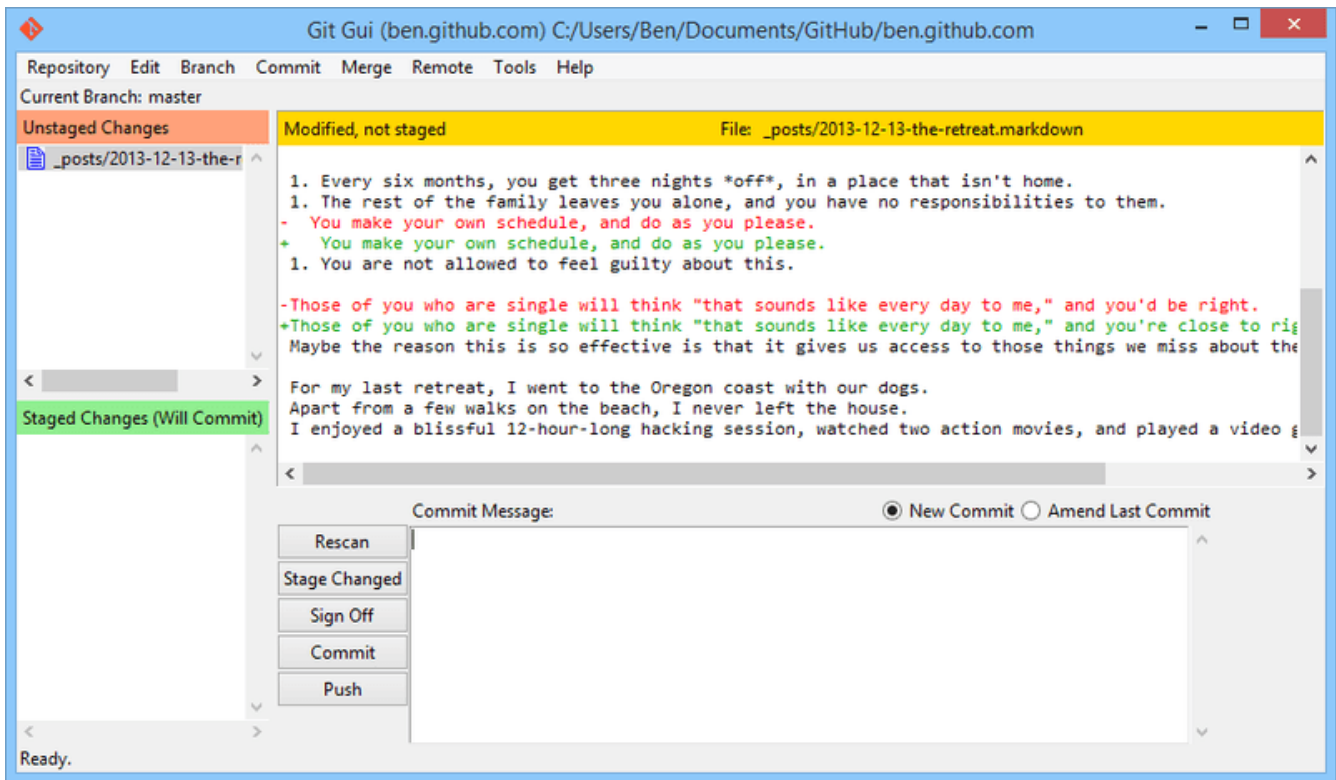 Git Gui (ben.github.com) C:/Users/Ben/Documents/GitHub/ben.github.com
Repository Edit Branch Commit Merge Remote Tools Help
Current Branch: master
Unstaged Changes
_posts/2013-12-13-the-r
Staged Changes (Will Commit)
Modified, not staged File: _posts/2013-12-13-the-retreat.markdown
1. Every six months, you get three nights *off*, in a place that isn't home.
1. The rest of the family leaves you alone, and you have no responsibilities to them.
-  You make your own schedule, and do as you please.
+   You make your own schedule, and do as you please.
1. You are not allowed to feel guilty about this.
-Those of you who are single will think "that sounds like every day to me," and you'd be right.
+Those of you who are single will think "that sounds like every day to me," and you're close to rig
Maybe the reason this is so effective is that it gives us access to those things we miss about the
For my last retreat, I went to the Oregon coast with our dogs.
Apart from a few walks on the beach, I never left the house.
I enjoyed a blissful 12-hour-long hacking session, watched two action movies, and played a video g
Commit Message: New Commit Amend Last Commit
Rescan
Stage Changed
Sign Off
Commit
Push
Ready.